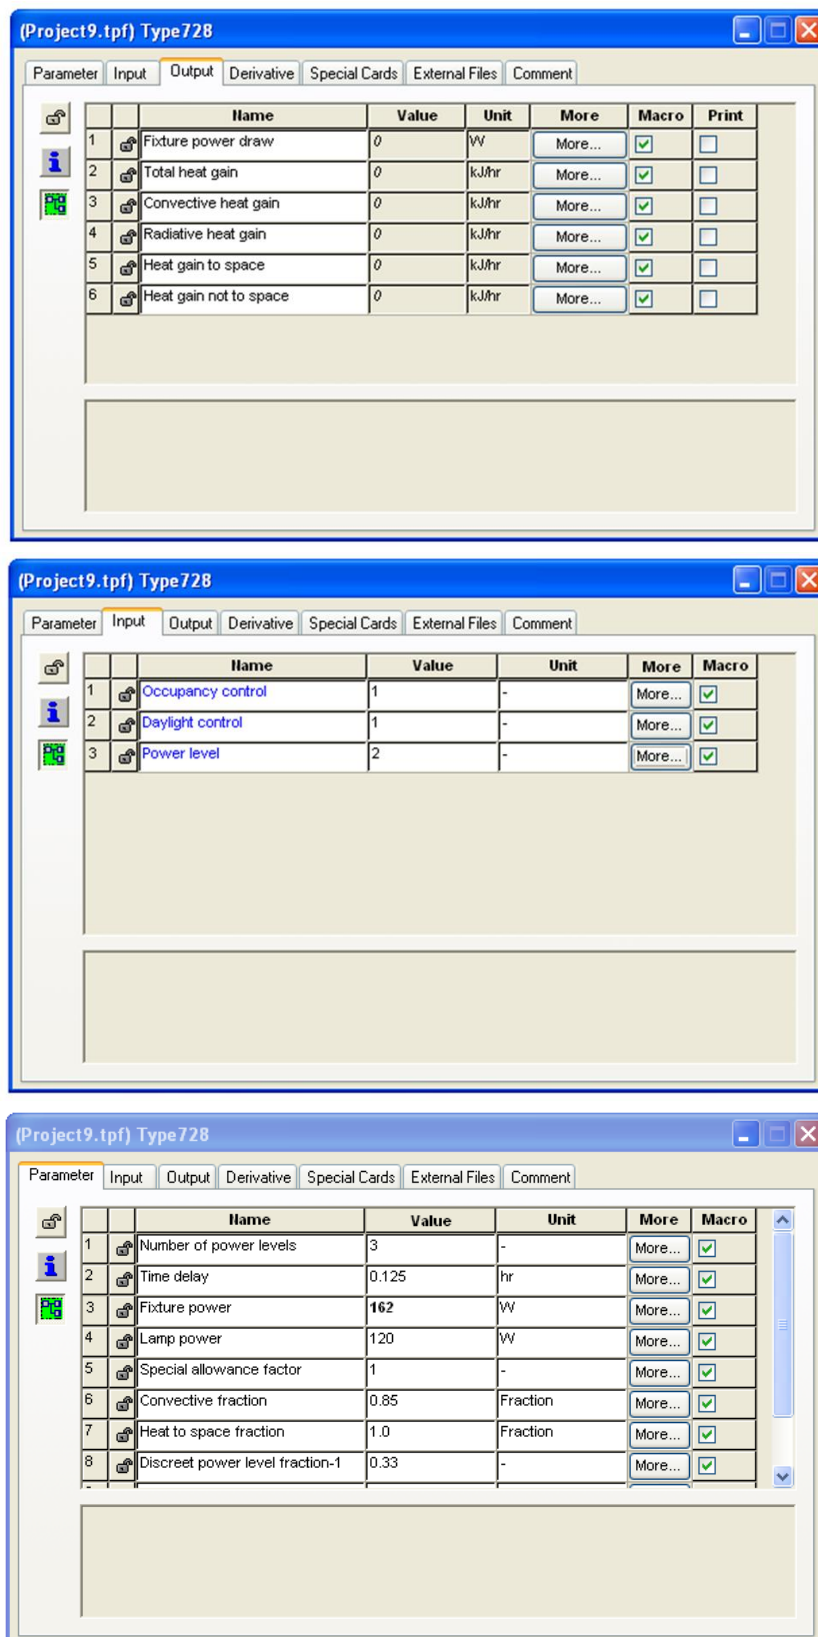 (Project9.tpf) Type728
Parameter Input Output Derivative Special Cards External Files Comment
Name Value Unit More Macro Print
1 Fixture power draw 0 W More...
2 Total heat gain 0 kJ/hr More...
3 Convective heat gain 0 kJ/hr More...
4 Radiative heat gain 0 kJ/hr More...
5 Heat gain to space 0 kJ/hr More...
6 Heat gain not to space 0 kJ/hr More...
(Project9.tpf) Type728
Parameter Input Output Derivative Special Cards External Files Comment
Name Value Unit More Macro
1 Occupancy control 1 - More...
2 Daylight control 1 - More...
3 Power level 2 - More...
(Project9.tpf) Type728
Parameter Input Output Derivative Special Cards External Files Comment
Name Value Unit More Macro
1 Number of power levels 3 - More...
2 Time delay 0.125 hr More...
3 Fixture power 162 W More...
4 Lamp power 120 W More...
5 Special allowance factor 1 - More...
6 Convective fraction 0.85 Fraction More...
7 Heat to space fraction 1.0 Fraction More...
8 Discreet power level fraction-1 0.33 - More...